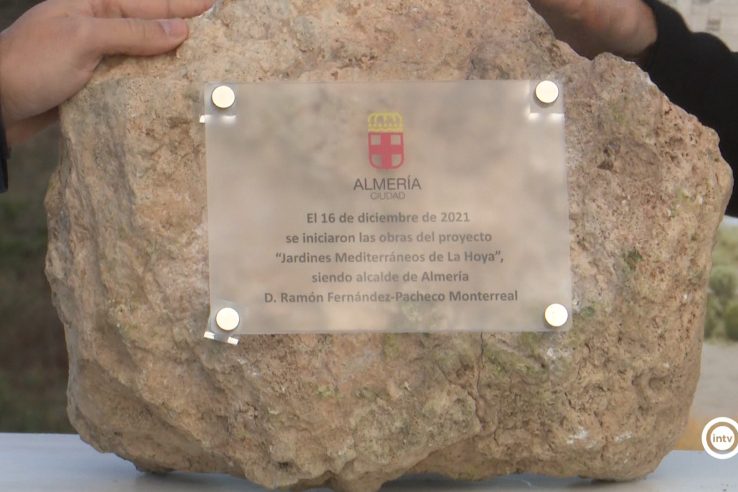 ALMERÍA
CIUDAD
El 16 de diciembre de 2021
se iniciaron las obras del proyecto
“Jardines Mediterráneos de La Hoya”,
siendo alcalde de Almería
D. Ramón Fernández-Pacheco Monterreal
intv